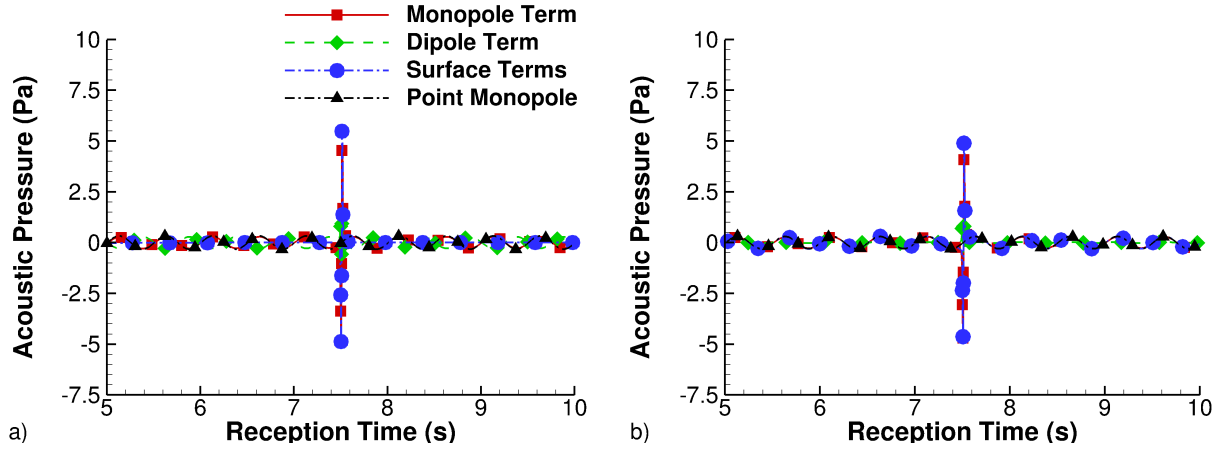 Monopole Term
Dipole Term
Surface Terms
Point Monopole
Acoustic Pressure (Pa)
10
7.5
5
2.5
0
-2.5
-5
-7.5
5 6 7 8 9 10
Reception Time (s)
a)
Acoustic Pressure (Pa)
10
7.5
5
2.5
0
-2.5
-5
-7.5
5 6 7 8 9 10
Reception Time (s)
b)